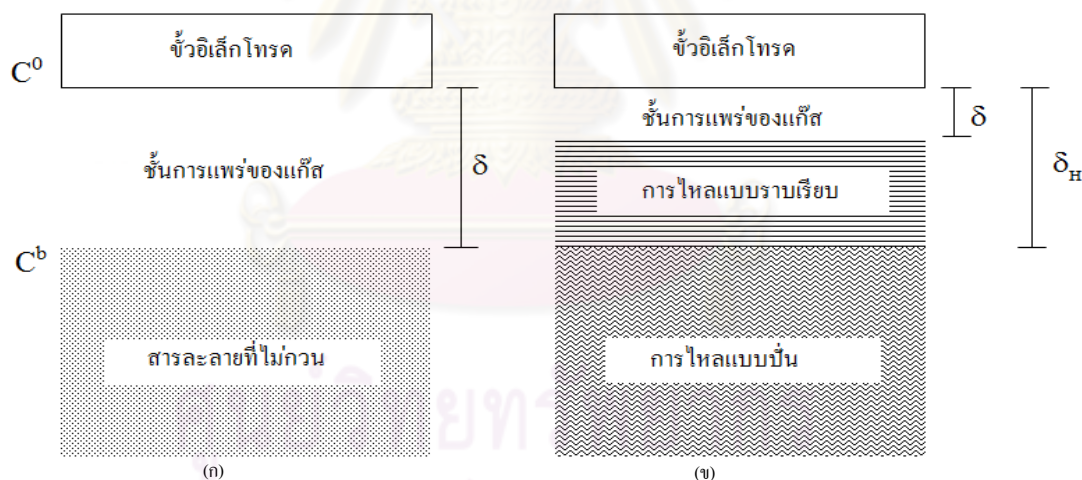 ขั้วอิเล็กโทรด
C⁰
ชั้นการแพร่ของแก๊ส
δ
Cᵇ
สารละลายที่ไม่กวน
(ก)
ขั้วอิเล็กโทรด
ชั้นการแพร่ของแก๊ส
δ
การไหลแบบราบเรียบ
δH
การไหลแบบปั่น
(ข)